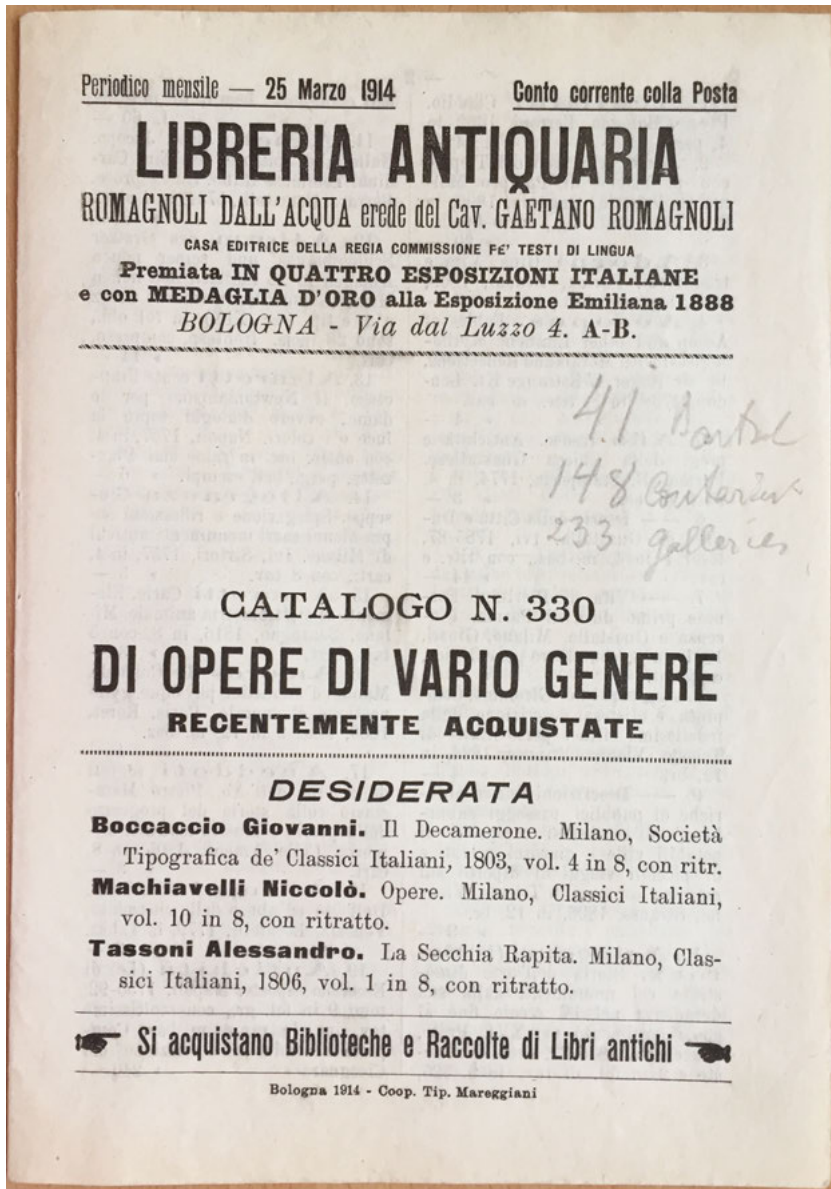 Periodico mensile — 25 Marzo 1914 Conto corrente colla Posta
LIBRERIA ANTIQUARIA
ROMAGNOLI DALL'ACQUA erede del Cav. GAETANO ROMAGNOLI
CASA EDITRICE DELLA REGIA COMMISSIONE PE' TESTI DI LINGUA
Premiata IN QUATTRO ESPOSIZIONI ITALIANE
e con MEDAGLIA D'ORO alla Esposizione Emiliana 1888
BOLOGNA - Via dal Luzzo 4. A-B.
41
148
233 Galleries
CATALOGO N. 330
DI OPERE DI VARIO GENERE
RECENTEMENTE ACQUISTATE
DESIDERATA
Boccaccio Giovanni. Il Decamerone. Milano, Società
Tipografica de' Classici Italiani, 1803, vol. 4 in 8, con ritr.
Machiavelli Niccolò. Opere. Milano, Classici Italiani,
vol. 10 in 8, con ritratto.
Tassoni Alessandro. La Secchia Rapita. Milano, Clas-
sici Italiani, 1806, vol. 1 in 8, con ritratto.
Si acquistano Biblioteche e Raccolte di Libri antichi
Bologna 1914 - Coop. Tip. Mareggiani